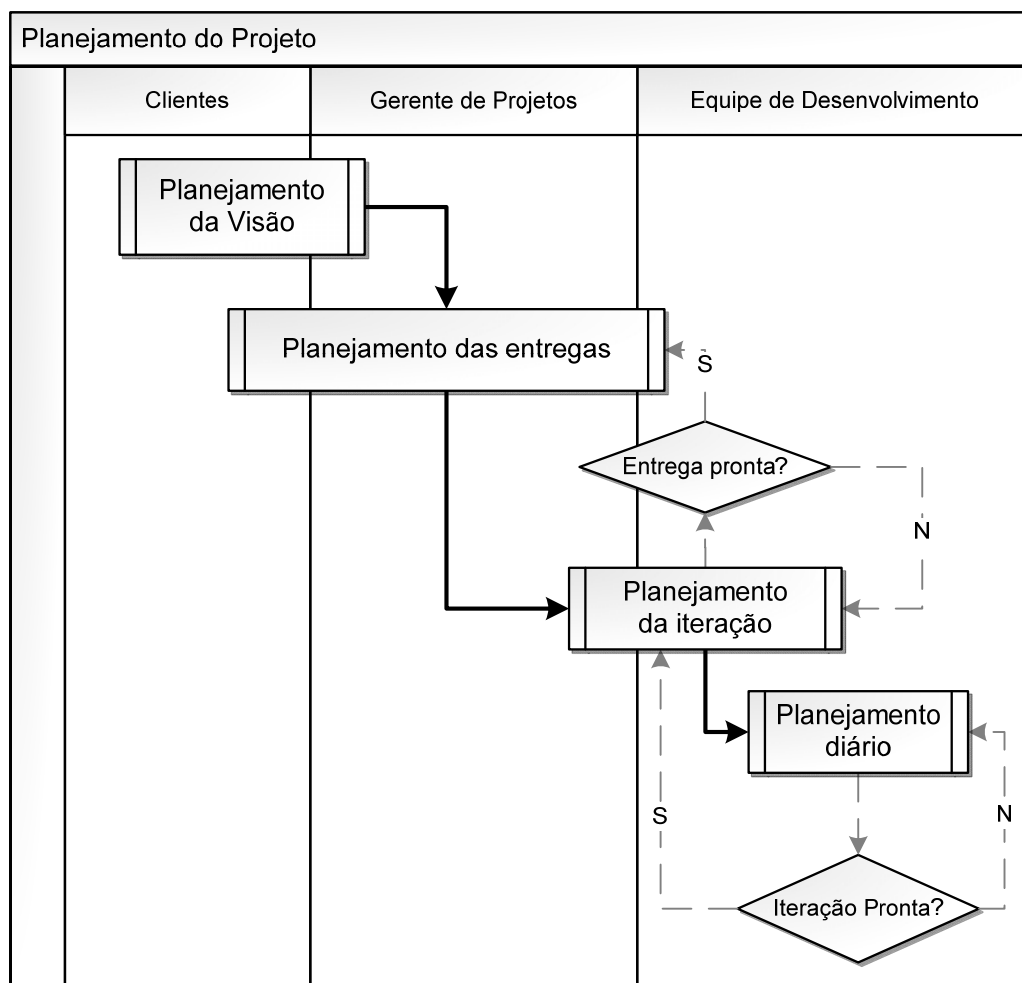 Planejamento do Projeto
Clientes
Gerente de Projetos
Equipe de Desenvolvimento
Planejamento
da Visão
Planejamento das entregas
S
Entrega pronta?
N
Planejamento
da iteração
Planejamento
diário
S
N
Iteração Pronta?